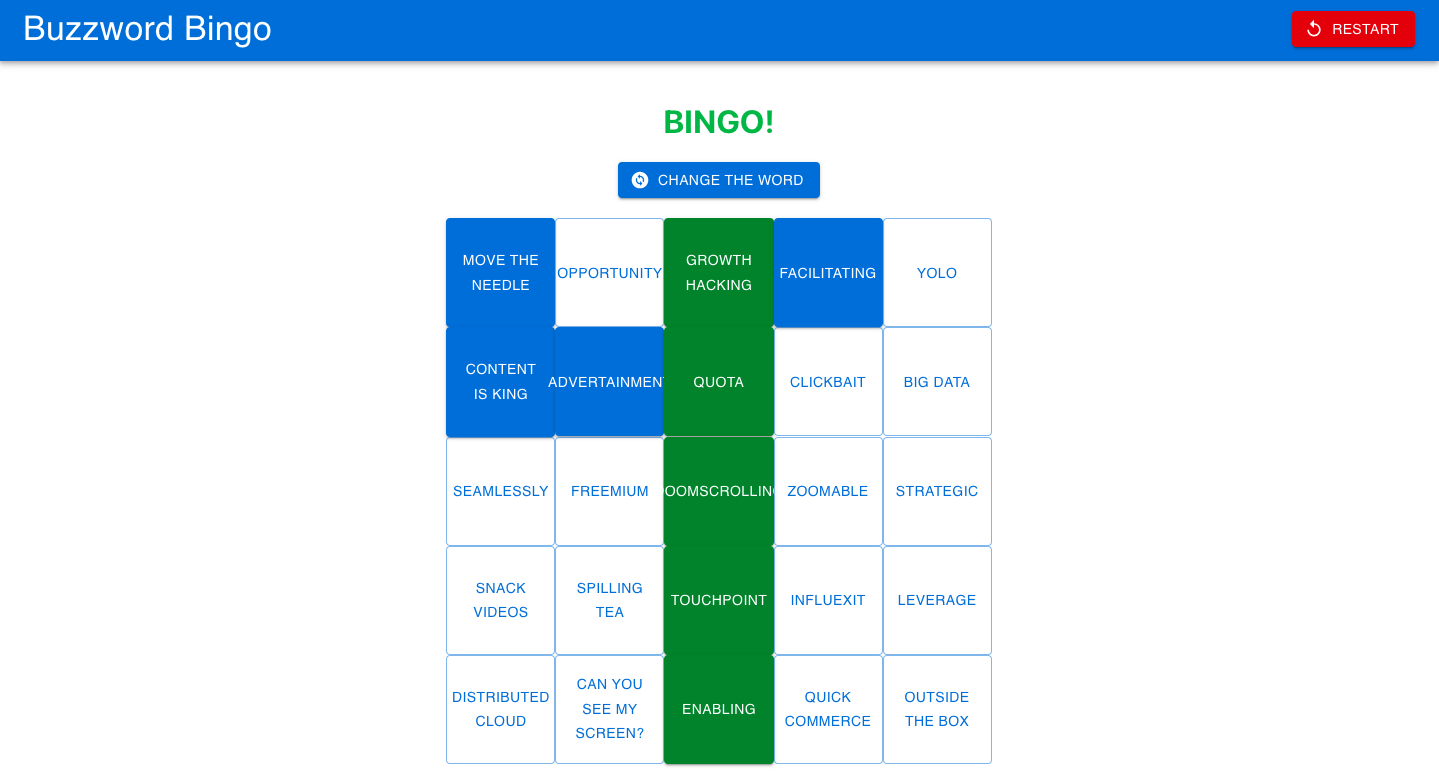 Buzzword Bingo
RESTART
BINGO!
CHANGE THE WORD
MOVE THE
NEEDLE
OPPORTUNITY
GROWTH
HACKING
FACILITATING
YOLO
CONTENT
IS KING
ADVERTAINMENT
QUOTA
CLICKBAIT
BIG DATA
SEAMLESSLY
FREEMIUM
OOMSCROLLING
ZOOMABLE
STRATEGIC
SNACK
VIDEOS
SPILLING
TEA
TOUCHPOINT
INFLUEXIT
LEVERAGE
DISTRIBUTED
CLOUD
CAN YOU
SEE MY
SCREEN?
ENABLING
QUICK
COMMERCE
OUTSIDE
THE BOX